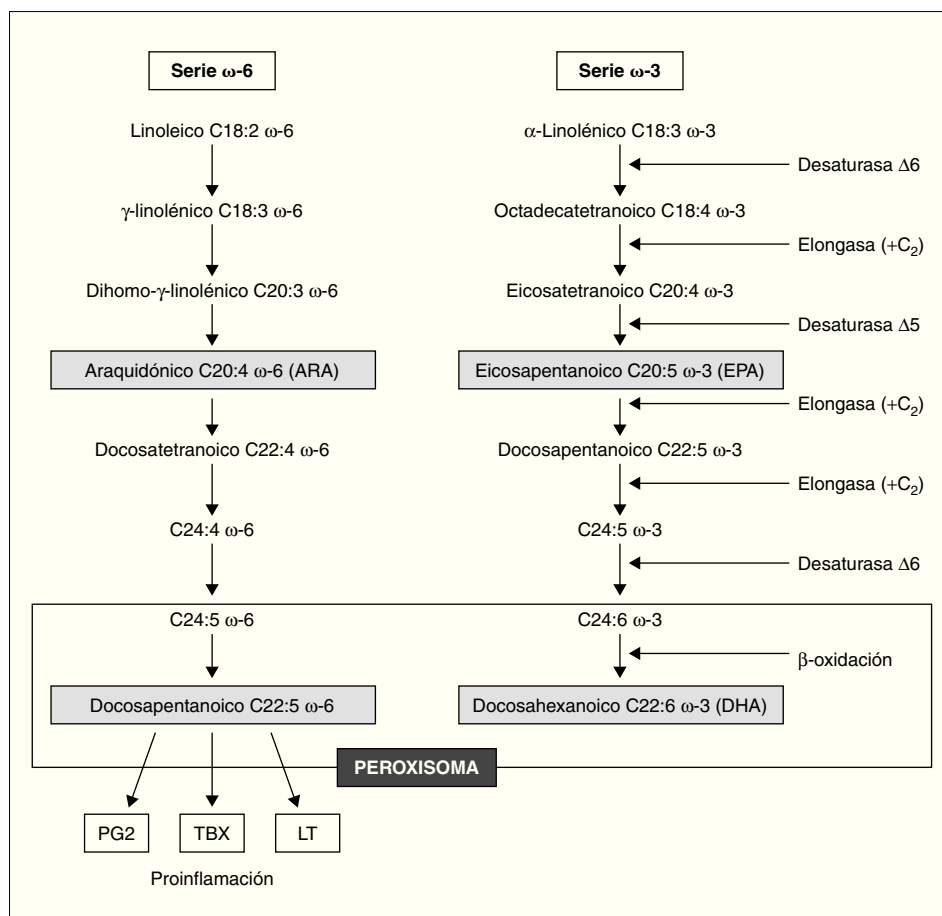 Serie ω-6
Serie ω-3
Linoleico C18:2 ω-6
α-Linolénico C18:3 ω-3
Desaturasa Δ6
γ-linolénico C18:3 ω-6
Octadecatetranoico C18:4 ω-3
Elongasa (+C₂)
Dihomo-γ-linolénico C20:3 ω-6
Eicosatetranoico C20:4 ω-3
Desaturasa Δ5
Araquidónico C20:4 ω-6 (ARA)
Eicosapentanoico C20:5 ω-3 (EPA)
Elongasa (+C₂)
Docosatetranoico C22:4 ω-6
Docosapentanoico C22:5 ω-3
Elongasa (+C₂)
C24:4 ω-6
C24:5 ω-3
Desaturasa Δ6
C24:5 ω-6
C24:6 ω-3
β-oxidación
Docosapentanoico C22:5 ω-6
Docosahexanoico C22:6 ω-3 (DHA)
PEROXISOMA
PG2
TBX
LT
Proinflamación